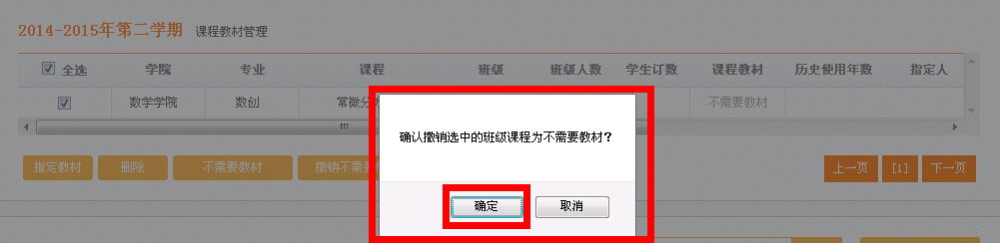 2014-2015年第二学期 课程教材管理
全选 学院 专业 课程 班级 班级人数 学生订数 课程教材 历史使用年数 指定人
数学学院 数创 常微分 不需要教材
确认撤销选中的班级课程为不需要教材？
指定教材 删除 不需要教材 撤销不需要 上一页 [1] 下一页
确定 取消